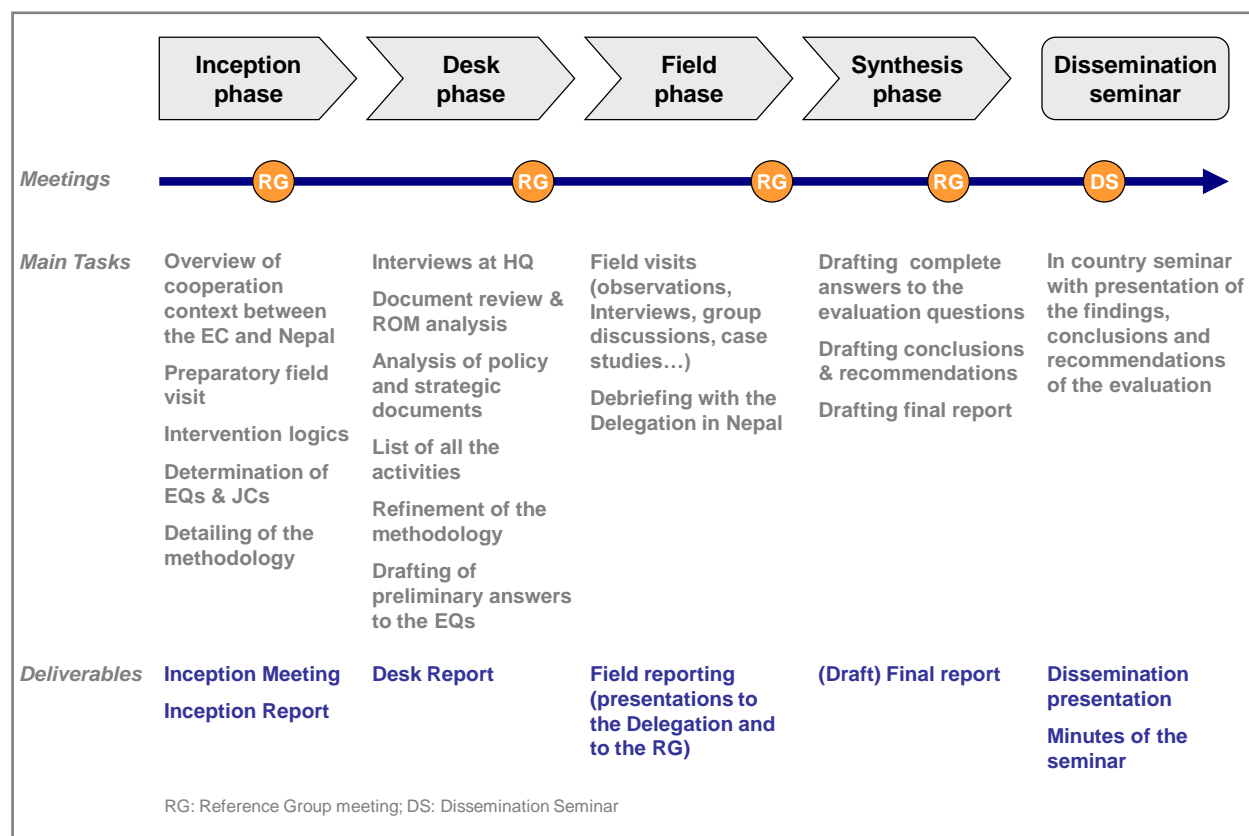 Inception
phase
Desk
phase
Field
phase
Synthesis
phase
Dissemination
seminar
Meetings
RG
RG
RG
RG
DS
Main Tasks
Overview of
cooperation
context between
the EC and Nepal
Preparatory field
visit
Intervention logics
Determination of
EQs & JCs
Detailing of the
methodology
Interviews at HQ
Document review &
ROM analysis
Analysis of policy
and strategic
documents
List of all the
activities
Refinement of the
methodology
Drafting of
preliminary answers
to the EQs
Field visits
(observations,
Interviews, group
discussions, case
studies…)
Debriefing with the
Delegation in Nepal
Drafting complete
answers to the
evaluation questions
Drafting conclusions
& recommendations
Drafting final report
In country seminar
with presentation of
the findings,
conclusions and
recommendations
of the evaluation
Deliverables
Inception Meeting
Inception Report
Desk Report
Field reporting
(presentations to
the Delegation and
to the RG)
(Draft) Final report
Dissemination
presentation
Minutes of the
seminar
RG: Reference Group meeting; DS: Dissemination Seminar